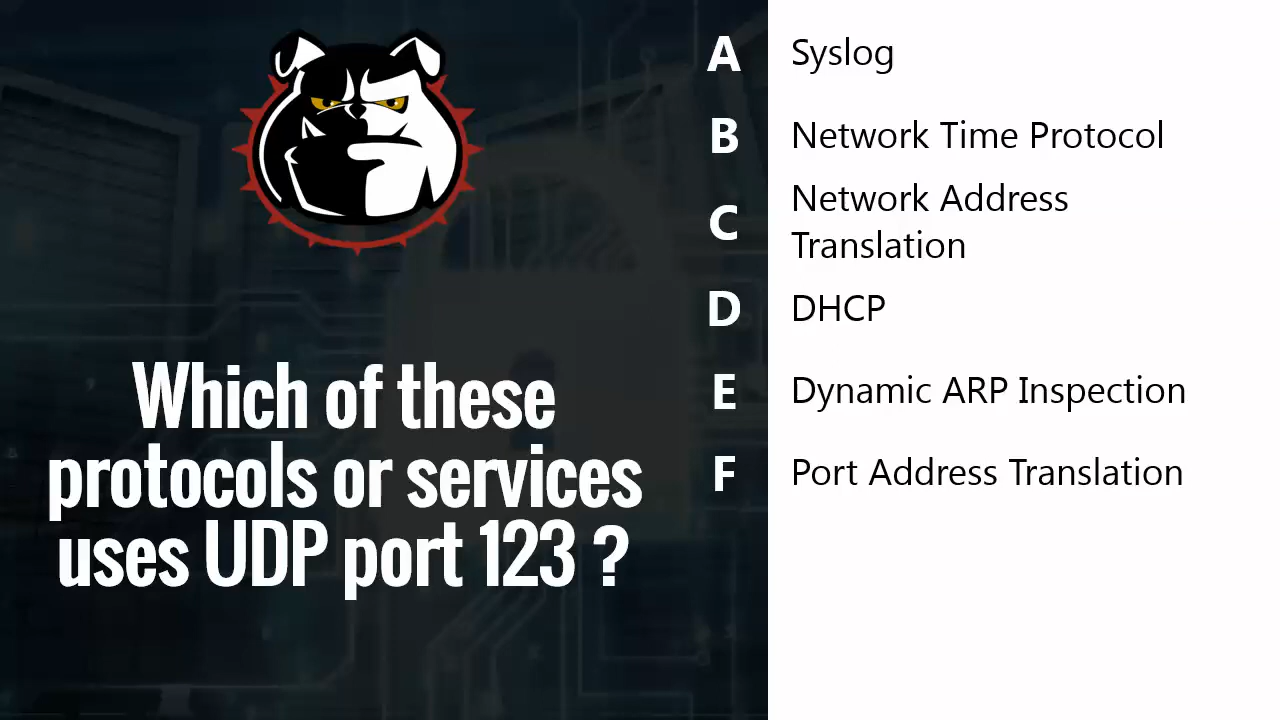 Which of these
protocols or services
uses UDP port 123 ?
A Syslog
B Network Time Protocol
C Network Address
Translation
D DHCP
E Dynamic ARP Inspection
F Port Address Translation